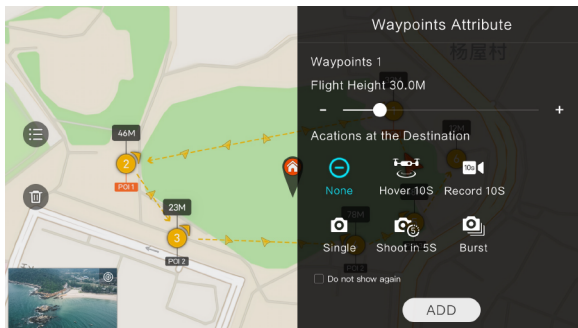 Waypoints Attribute
杨屋村
Waypoints 1
Flight Height 30.0M
- +
Acations at the Destination
None
Hover 10S
10s
Record 10S
Single
5
Shoot in 5S
Burst
Do not show again
ADD
46M
2
POI 1
23M
3
POI 2
78M